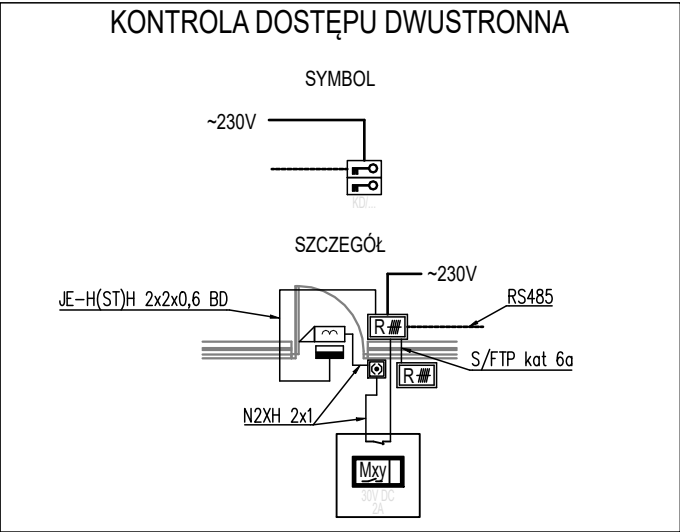 KONTROLA DOSTĘPU DWUSTRONNA
SYMBOL
~230V
KD/...
SZCZEGÓŁ
~230V
JE-H(ST)H 2x2x0,6 BD
RS485
R
S/FTP kat 6a
R
N2XH 2x1
Mxy
30V DC
2A